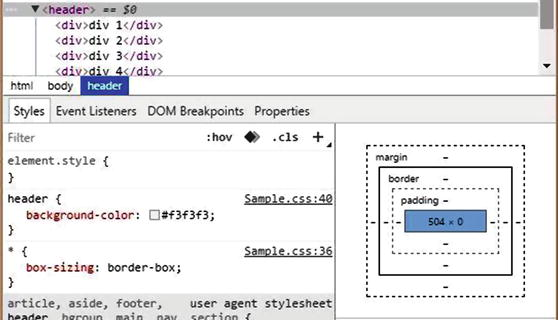 ▼<header> == $0
<div>div 1</div>
<div>div 2</div>
<div>div 3</div>
<div>div 4</div>
html body header
Styles Event Listeners DOM Breakpoints Properties
Filter :hov .cls +
element.style {
}
header { Sample.css:40
background-color: #f3f3f3;
}
* { Sample.css:36
box-sizing: border-box;
}
article, aside, footer, user agent stylesheet
header, hgroup, main, nav, section {
margin –
border –
padding –
– – – 504 × 0 – – –
–
–
–